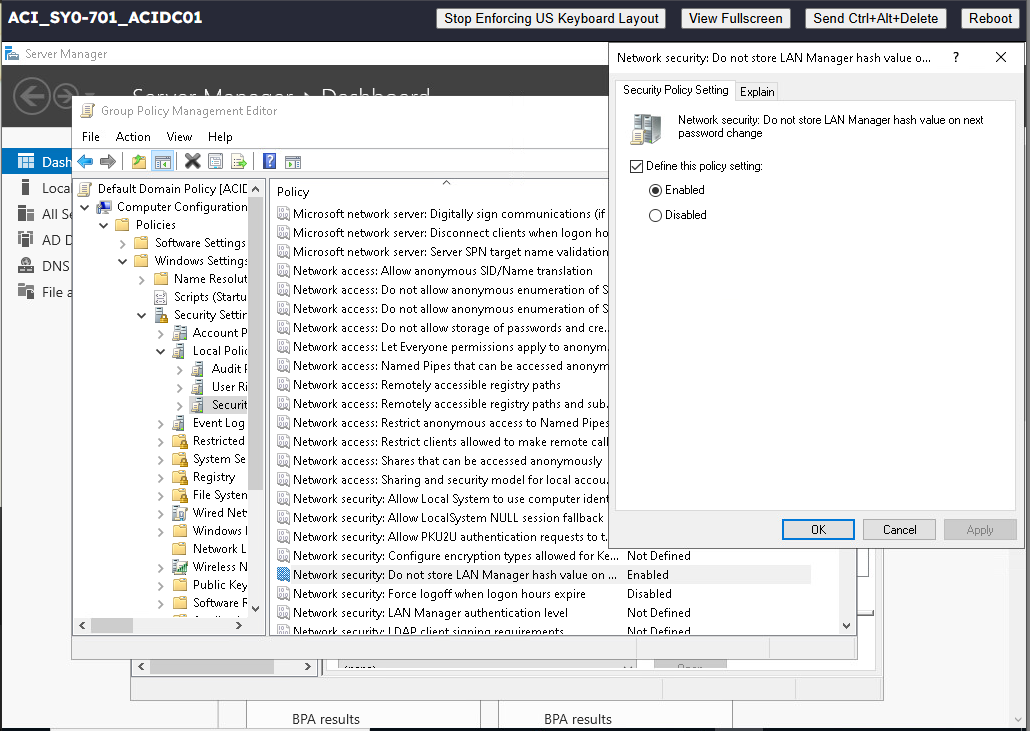 ACI_SY0-701_ACIDC01
Stop Enforcing US Keyboard Layout
View Fullscreen
Send Ctrl+Alt+Delete
Reboot
Server Manager
Server Manager Dashboard
Dash
Loca
All Se
AD D
DNS
File a
Group Policy Management Editor
File Action View Help
Default Domain Policy [ACID
Computer Configuration
Policies
Software Settings
Windows Settings
Name Resolut
Scripts (Startu
Security Settin
Account P
Local Polic
Audit P
User Ri
Securit
Event Log
Restricted
System Se
Registry
File System
Wired Net
Windows
Network L
Wireless N
Public Key
Software R
Policy
Microsoft network server: Digitally sign communications (if
Microsoft network server: Disconnect clients when logon ho
Microsoft network server: Server SPN target name validation
Network access: Allow anonymous SID/Name translation
Network access: Do not allow anonymous enumeration of S
Network access: Do not allow anonymous enumeration of S
Network access: Do not allow storage of passwords and cre...
Network access: Let Everyone permissions apply to anonym
Network access: Named Pipes that can be accessed anonym
Network access: Remotely accessible registry paths
Network access: Remotely accessible registry paths and sub.
Network access: Restrict anonymous access to Named Pipes
Network access: Restrict clients allowed to make remote call
Network access: Shares that can be accessed anonymously
Network access: Sharing and security model for local accou.
Network security: Allow Local System to use computer ident
Network security: Allow LocalSystem NULL session fallback
Network security: Allow PKU2U authentication requests to t.
Network security: Configure encryption types allowed for Ke... Not Defined
Network security: Do not store LAN Manager hash value on ... Enabled
Network security: Force logoff when logon hours expire Disabled
Network security: LAN Manager authentication level Not Defined
Network security: LDAP client signing requirements Not Defined
Network security: Do not store LAN Manager hash value o... ?
Security Policy Setting
Explain
Network security: Do not store LAN Manager hash value on next
password change
Define this policy setting:
Enabled
Disabled
OK
Cancel
Apply
(none)
Open
BPA results
BPA results